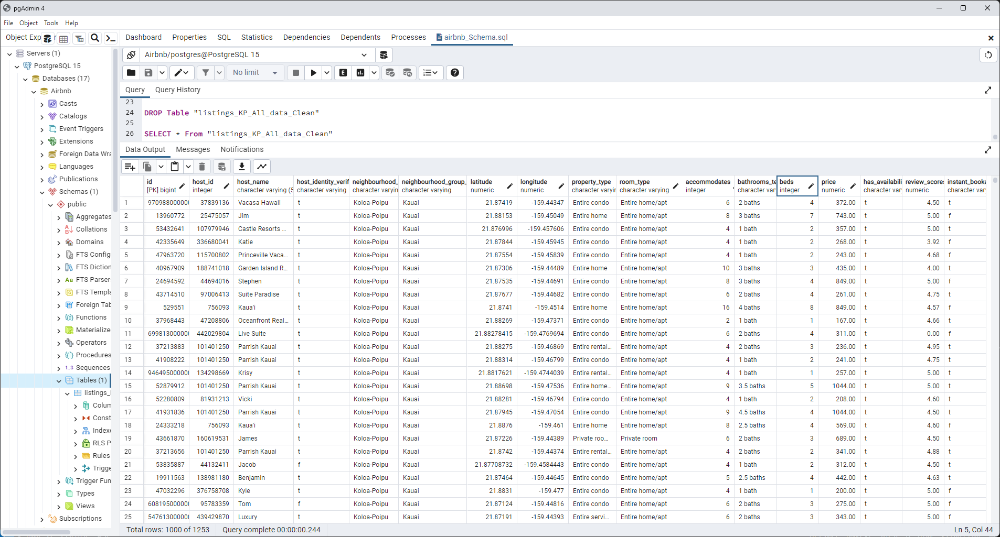 pgAdmin 4
File Object Tools Help
Object Exp r
Dashboard Properties SQL Statistics Dependencies Dependents Processes airbnb_Schema.sql
Servers (1)
PostgreSQL 15
Databases (17)
Airbnb
Casts
Catalogs
Event Triggers
Extensions
Foreign Data Wra
Languages
Publications
Schemas (1)
public
Aggregates
Collations
Domains
FTS Config
FTS Diction
FTS Parsers
FTS Templa
Foreign Tab
Functions
Materialize
Operators
Procedures
1..3 Sequences
Tables (1)
listings_
Colum
Const
Indexe
RLS P
Rules
Trigge
Trigger Fun
Types
Views
Subscriptions
Airbnb/postgres@PostgreSQL 15
No limit
Query Query History
23
24 DROP Table "listings_KP_All_data_Clean"
25
26 SELECT * From "listings_KP_All_data_Clean"
Data Output Messages Notifications
id host_id host_name host_identity_verif neighbourhood_ neighbourhood_group_ latitude longitude property_type room_type accommodates bathrooms_te beds price has_availabili review_score instant_booka
[PK] bigint integer character varying (5 character varying character varyin character varying numeric numeric character varyin character varying integer character var integer numeric character var numeric character vary
1 970988000000 37839136 Vacasa Hawaii t Koloa-Poipu Kauai 21.87419 -159.44347 Entire condo Entire home/apt 6 2 baths 4 372.00 t 4.50 t
2 13960772 25475057 Jim t Koloa-Poipu Kauai 21.88153 -159.45049 Entire home Entire home/apt 8 3 baths 7 743.00 t 5.00 f
3 53432641 107979946 Castle Resorts ... t Koloa-Poipu Kauai 21.876996 -159.457606 Entire condo Entire home/apt 4 1 bath 2 357.00 t 5.00 t
4 42335649 336680041 Katie t Koloa-Poipu Kauai 21.87844 -159.45945 Entire condo Entire home/apt 4 1 bath 2 268.00 t 3.92 f
5 47963720 115700802 Princeville Vaca... t Koloa-Poipu Kauai 21.87554 -159.45839 Entire condo Entire home/apt 4 1 bath 2 243.00 t 4.68 f
6 40967909 188741018 Garden Island R... t Koloa-Poipu Kauai 21.87306 -159.44489 Entire home Entire home/apt 10 3 baths 3 435.00 t 4.00 t
7 24694592 44694016 Stephen t Koloa-Poipu Kauai 21.87535 -159.44691 Entire condo Entire home/apt 8 3 baths 4 849.00 t 5.00 f
8 43714510 97006413 Suite Paradise t Koloa-Poipu Kauai 21.87677 -159.44682 Entire condo Entire home/apt 6 2 baths 4 261.00 t 4.75 t
9 529551 756093 Kaua'i t Koloa-Poipu Kauai 21.8741 -159.4514 Entire home Entire home/apt 16 4 baths 8 849.00 t 4.57 f
10 37968443 47208806 Oceanfront Real... t Koloa-Poipu Kauai 21.88269 -159.47371 Entire condo Entire home/apt 2 1 bath 1 167.00 t 4.66 t
11 699813000000 442029804 Live Suite t Koloa-Poipu Kauai 21.88278415 -159.4769694 Entire condo Entire home/apt 6 2 baths 4 311.00 t 0.00 f
12 37213883 101401250 Parrish Kauai t Koloa-Poipu Kauai 21.88275 -159.46869 Entire rental... Entire home/apt 4 2 baths 3 236.00 t 4.95 t
13 41908222 101401250 Parrish Kauai t Koloa-Poipu Kauai 21.88314 -159.46799 Entire condo Entire home/apt 4 1 bath 2 241.00 t 4.75 t
14 946495000000 134298669 Krisy t Koloa-Poipu Kauai 21.8817621 -159.4744039 Entire rental... Entire home/apt 4 1 bath 1 257.00 t 5.00 t
15 52879912 101401250 Parrish Kauai t Koloa-Poipu Kauai 21.88698 -159.47536 Entire home... Entire home/apt 9 3.5 baths 5 1044.00 t 5.00 t
16 52280809 81931213 Vicki t Koloa-Poipu Kauai 21.88281 -159.46794 Entire condo Entire home/apt 4 1 bath 2 208.00 t 4.60 t
17 41931836 101401250 Parrish Kauai t Koloa-Poipu Kauai 21.87945 -159.47054 Entire condo Entire home/apt 9 4.5 baths 4 1044.00 t 4.50 t
18 24333218 756093 Kaua'i t Koloa-Poipu Kauai 21.8876 -159.461 Entire home Entire home/apt 8 2.5 baths 4 569.00 t 4.60 f
19 43661870 160619531 James t Koloa-Poipu Kauai 21.87226 -159.44389 Private roo... Private room 6 2 baths 3 689.00 t 4.50 t
20 37213656 101401250 Parrish Kauai t Koloa-Poipu Kauai 21.8742 -159.44374 Entire rental... Entire home/apt 4 2 baths 2 341.00 t 4.88 t
21 53835887 44132411 Jacob f Koloa-Poipu Kauai 21.87708732 -159.4584443 Entire condo Entire home/apt 4 1 bath 2 312.00 t 4.50 t
22 19911563 138981180 Benjamin t Koloa-Poipu Kauai 21.87464 -159.44645 Entire condo Entire home/apt 5 2.5 baths 4 442.00 t 4.63 t
23 47032296 376758708 Kyle t Koloa-Poipu Kauai 21.8831 -159.477 Entire condo Entire home/apt 4 1 bath 1 200.00 t 5.00 f
24 608195000000 95783359 Tom f Koloa-Poipu Kauai 21.87124 -159.44816 Entire condo Entire home/apt 6 2 baths 3 275.00 t 5.00 f
25 547613000000 439429870 Luxury t Koloa-Poipu Kauai 21.87191 -159.44393 Entire servi... Entire home/apt 6 2 baths 3 343.00 t 5.00 f
Total rows: 1000 of 1253 Query complete 00:00:00.244 Ln 5, Col 44